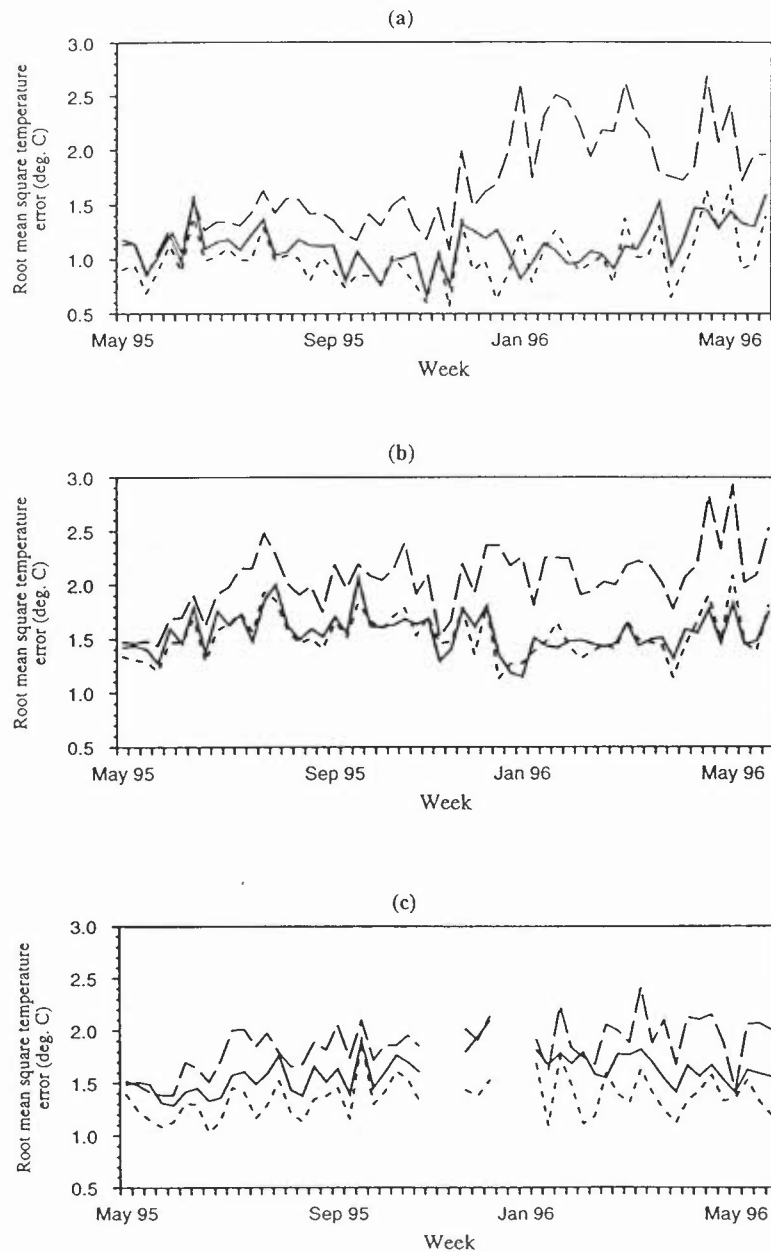 (a)
Root mean square temperature
error (deg. C)
3.0
2.5
2.0
1.5
1.0
0.5
May 95
Sep 95
Jan 96
May 96
Week
(b)
Root mean square temperature
error (deg. C)
3.0
2.5
2.0
1.5
1.0
0.5
May 95
Sep 95
Jan 96
May 96
Week
(c)
Root mean square temperature
error (deg. C)
3.0
2.5
2.0
1.5
1.0
0.5
May 95
Sep 95
Jan 96
May 96
Week